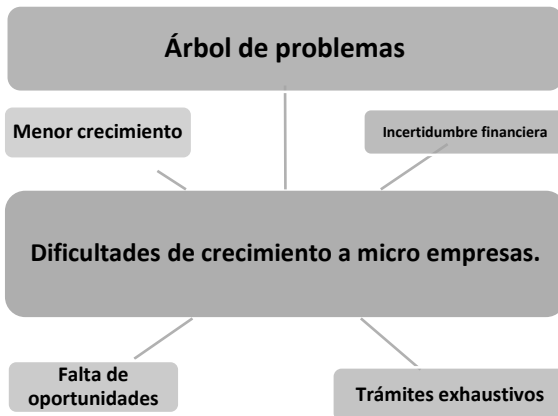 Árbol de problemas
Menor crecimiento
Incertidumbre financiera
Dificultades de crecimiento a micro empresas.
Falta de
oportunidades
Trámites exhaustivos